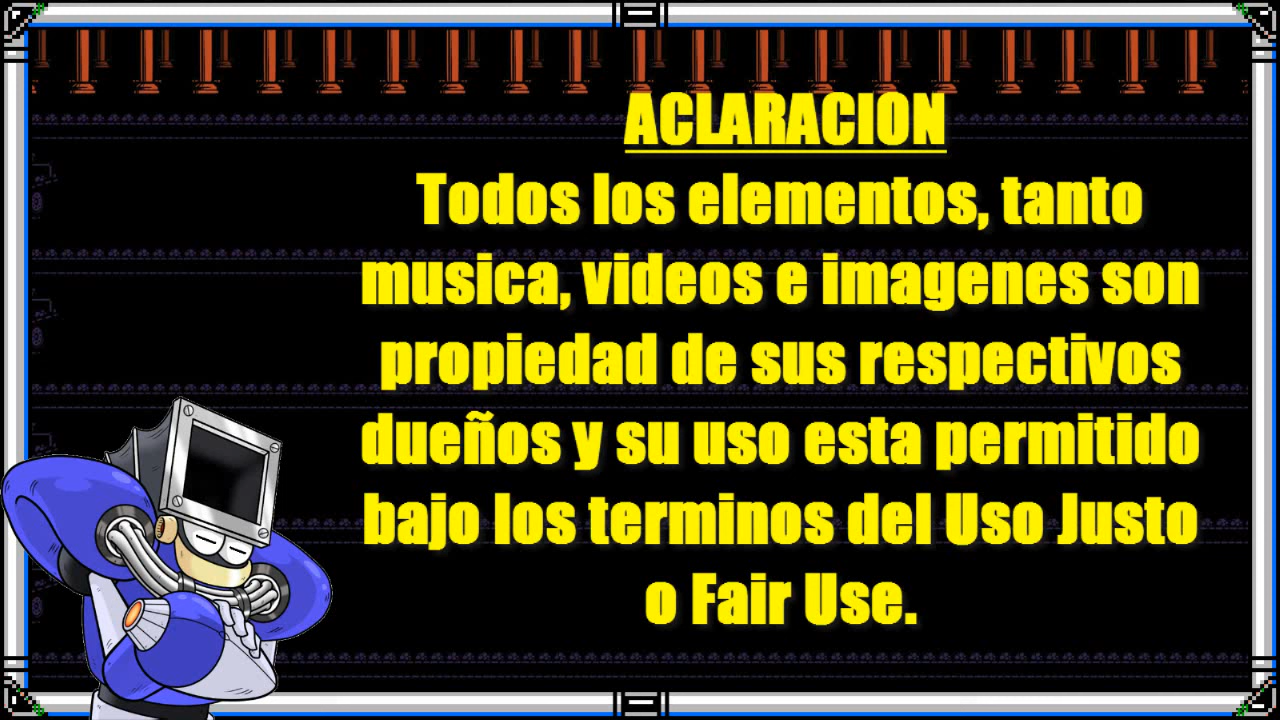 ACLARACION
Todos los elementos, tanto
musica, videos e imagenes son
propiedad de sus respectivos
dueños y su uso esta permitido
bajo los terminos del Uso Justo
o Fair Use.